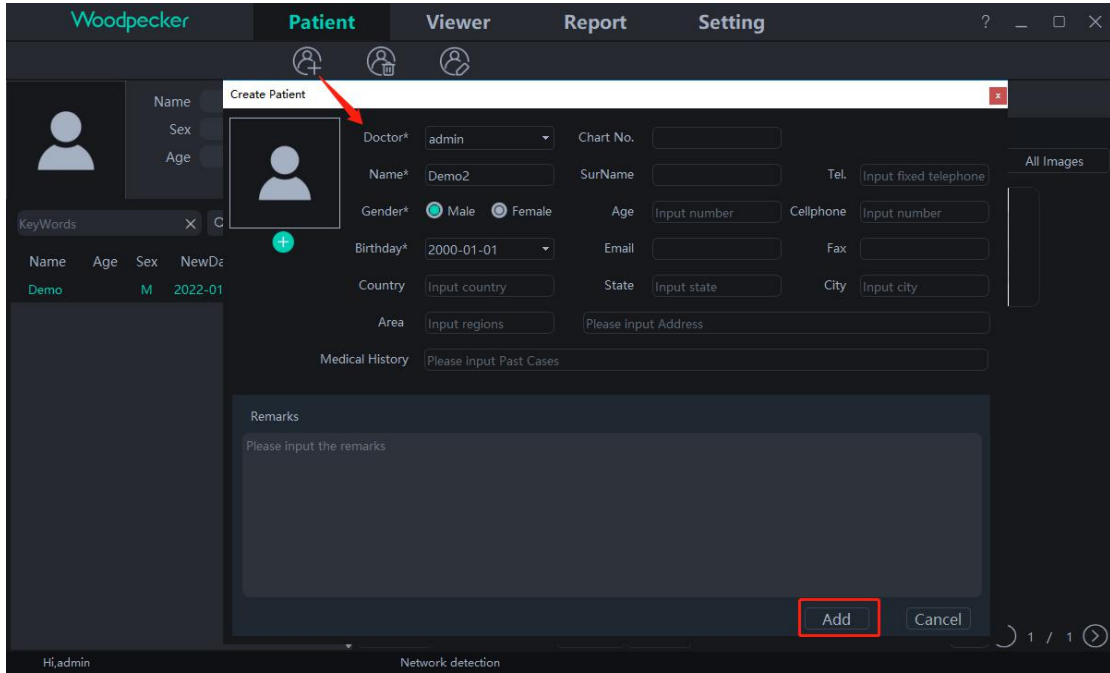 Woodpecker Patient Viewer Report Setting ?
Create Patient x
Name
Sex
Age
All Images
Doctor* admin Chart No.
Name* Demo2 SurName Tel. Input fixed telephone
Gender* Male Female Age Input number Cellphone Input number
Birthday* 2000-01-01 Email Fax
Country Input country State Input state City Input city
Area Input regions Please input Address
Medical History Please Input Past Cases
KeyWords
Name Age Sex NewDa
Demo M 2022-01
Remarks
Please input the remarks
Add Cancel
1 / 1
Hi,admin Network detection